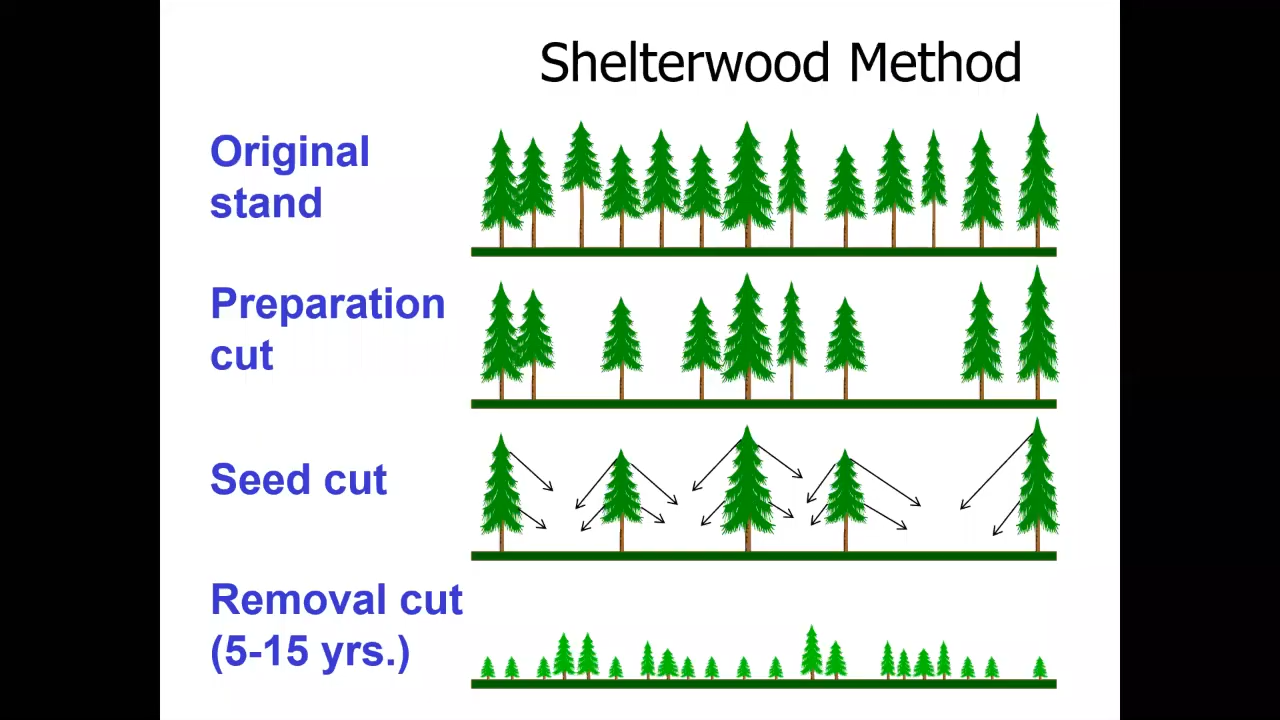 Shelterwood Method
Original
stand
Preparation
cut
Seed cut
Removal cut
(5-15 yrs.)